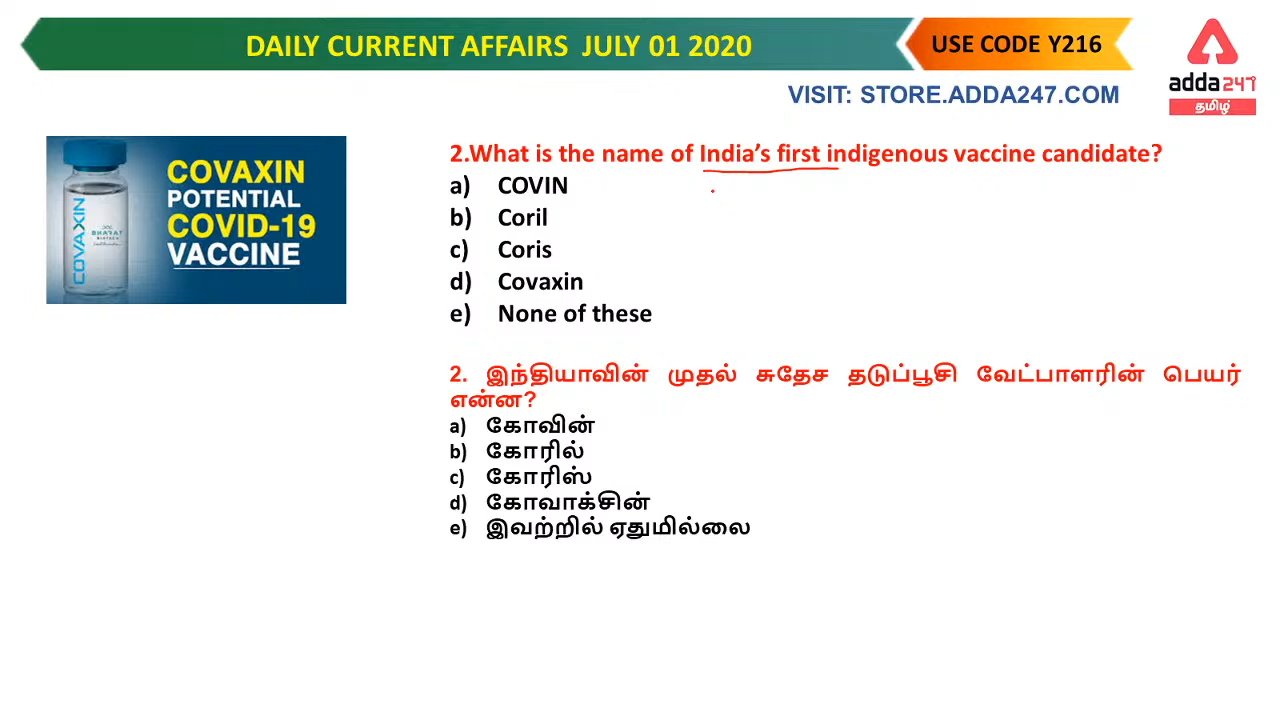 DAILY CURRENT AFFAIRS JULY 01 2020
USE CODE Y216
VISIT: STORE.ADDA247.COM
adda247
தமிழ்
COVAXIN
POTENTIAL
COVID-19
VACCINE
COVAXIN
BHARAT
2.What is the name of India’s first indigenous vaccine candidate?
a) COVIN
b) Coril
c) Coris
d) Covaxin
e) None of these
2. இந்தியாவின் முதல் சுதேச தடுப்பூசி வேட்பாளரின் பெயர்
என்ன?
a) கோவின்
b) கோரில்
c) கோரிஸ்
d) கோவாக்சின்
e) இவற்றில் ஏதுமில்லை